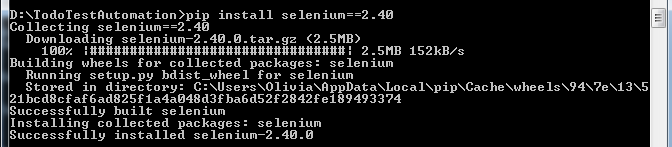 D:\TodoTestAutomation>pip install selenium==2.40
Collecting selenium==2.40
Downloading selenium-2.40.0.tar.gz (2.5MB)
100% |################################| 2.5MB 152kB/s
Building wheels for collected packages: selenium
Running setup.py bdist_wheel for selenium
Stored in directory: C:\Users\Olivia\AppData\Local\pip\Cache\wheels\94\7e\13\5
21bcd8cfaf6ad825f1a4a048d3fba6d52f2842fe189493374
Successfully built selenium
Installing collected packages: selenium
Successfully installed selenium-2.40.0